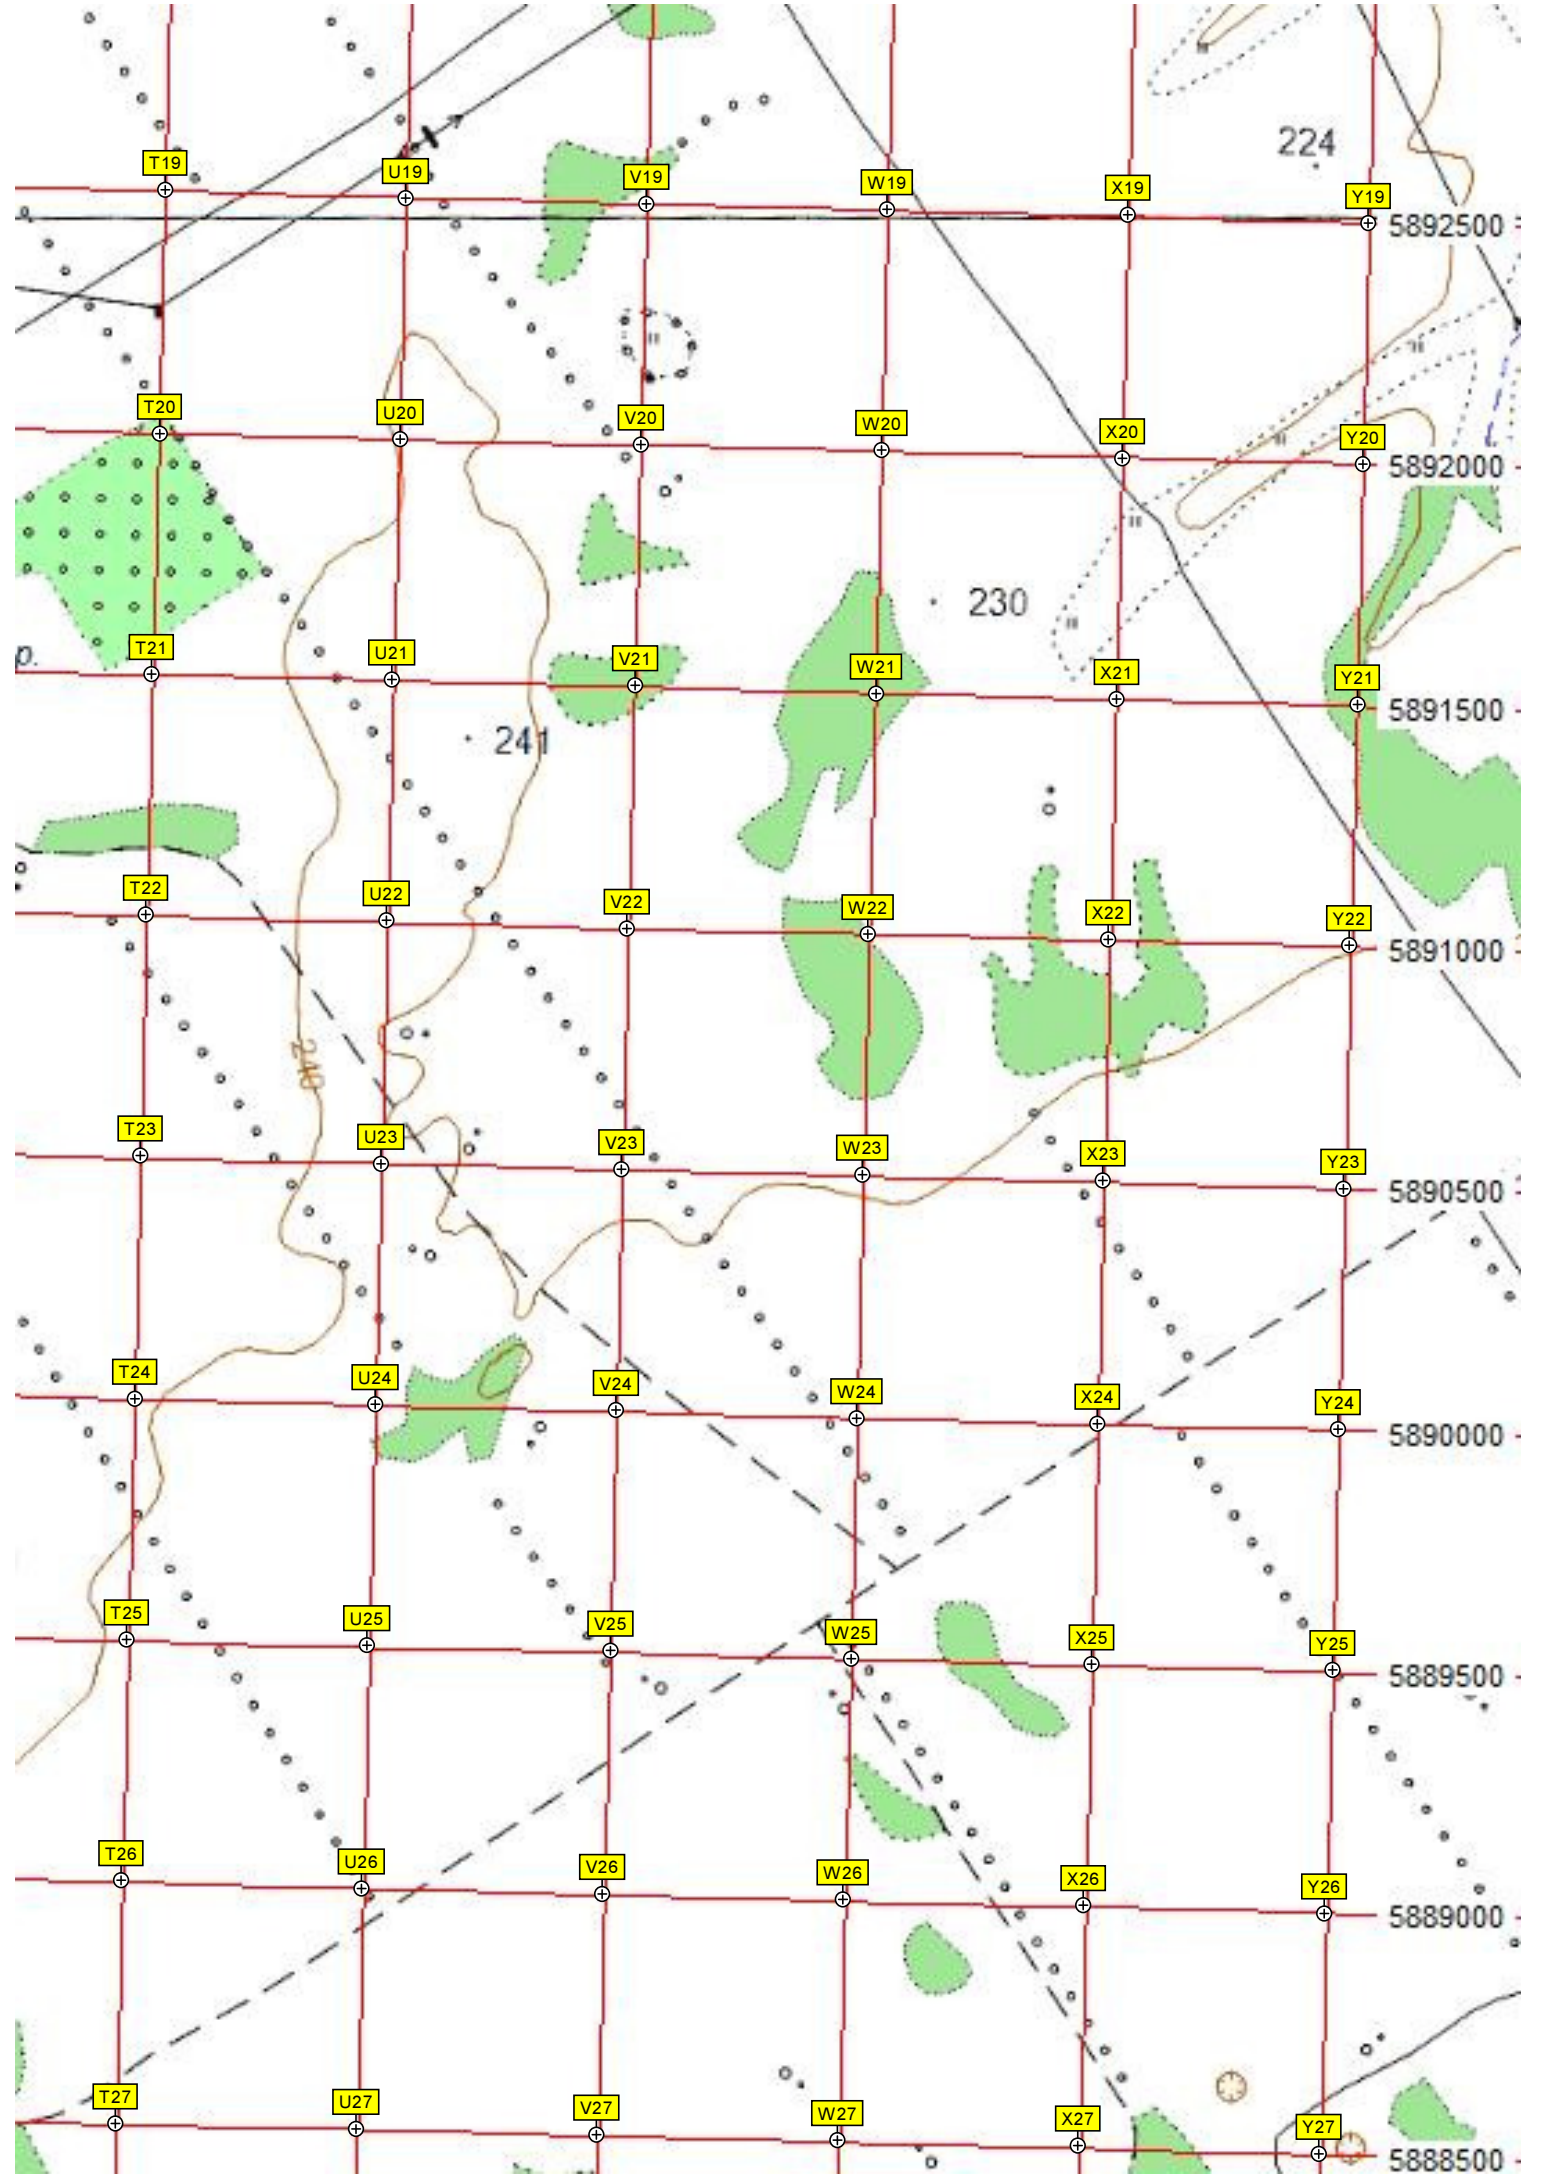 224
T19 U19 V19 W19 X19 Y19
5892500
T20 U20 V20 W20 X20 Y20
5892000
230
р.
T21 U21 V21 W21 X21 Y21
5891500
241
T22 U22 V22 W22 X22 Y22
5891000
240
T23 U23 V23 W23 X23 Y23
5890500
T24 U24 V24 W24 X24 Y24
5890000
T25 U25 V25 W25 X25 Y25
5889500
T26 U26 V26 W26 X26 Y26
5889000
T27 U27 V27 W27 X27 Y27
5888500